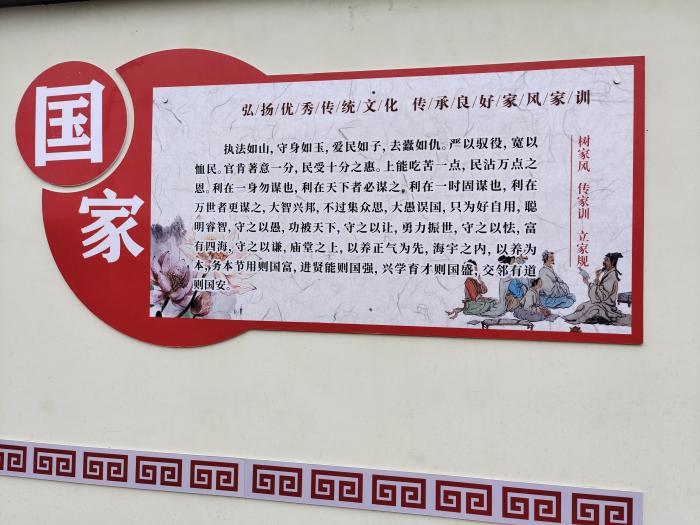 国家
弘/扬/优/秀/传/统/文/化 传/承/良/好/家/风/家/训
执法如山,守身如玉,爱民如子,去蠹如仇。严以驭役,宽以
恤民。官肯著意一分,民受十分之惠。上能吃苦一点,民沾万点之
恩。利在一身勿谋也,利在天下者必谋之。利在一时固谋也,利在
万世者更谋之,大智兴邦,不过集众思,大愚误国,只为好自用,聪
明睿智,守之以愚,功被天下,守之以让,勇力振世,守之以怯,富
有四海,守之以谦,庙堂之上,以养正气为先,海宇之内,以养为
本,务本节用则国富,进贤能则国强,兴学育才则国盛,交邻有道
则国安。
树家风 传家训 立家规